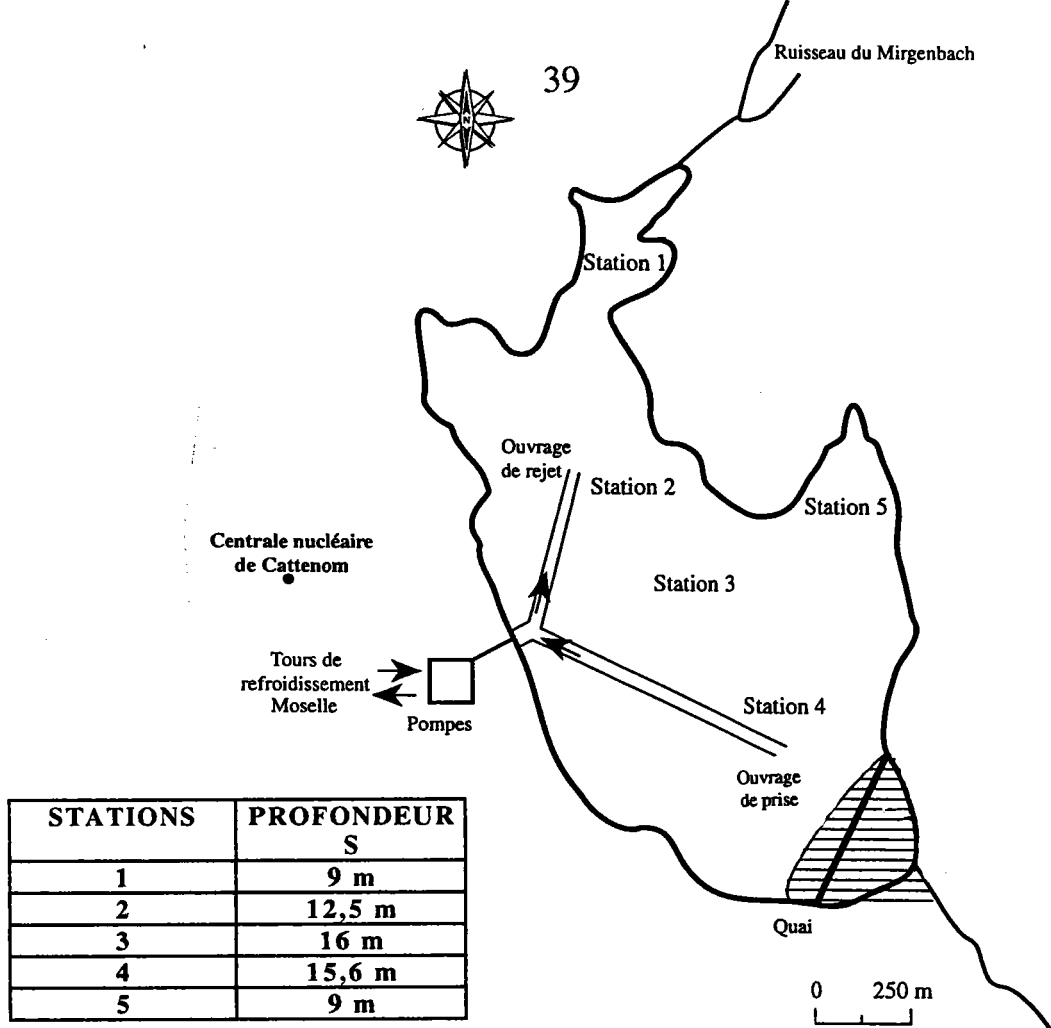 Ruisseau du Mirgenbach
39
N
Station 1
Ouvrage
de rejet
Station 2
Station 5
Centrale nucléaire
de Cattenom
Station 3
Tours de
refroidissement
Moselle
Pompes
Station 4
Ouvrage
de prise
Quai
0 250 m
STATIONS PROFONDEUR
S
1 9 m
2 12,5 m
3 16 m
4 15,6 m
5 9 m